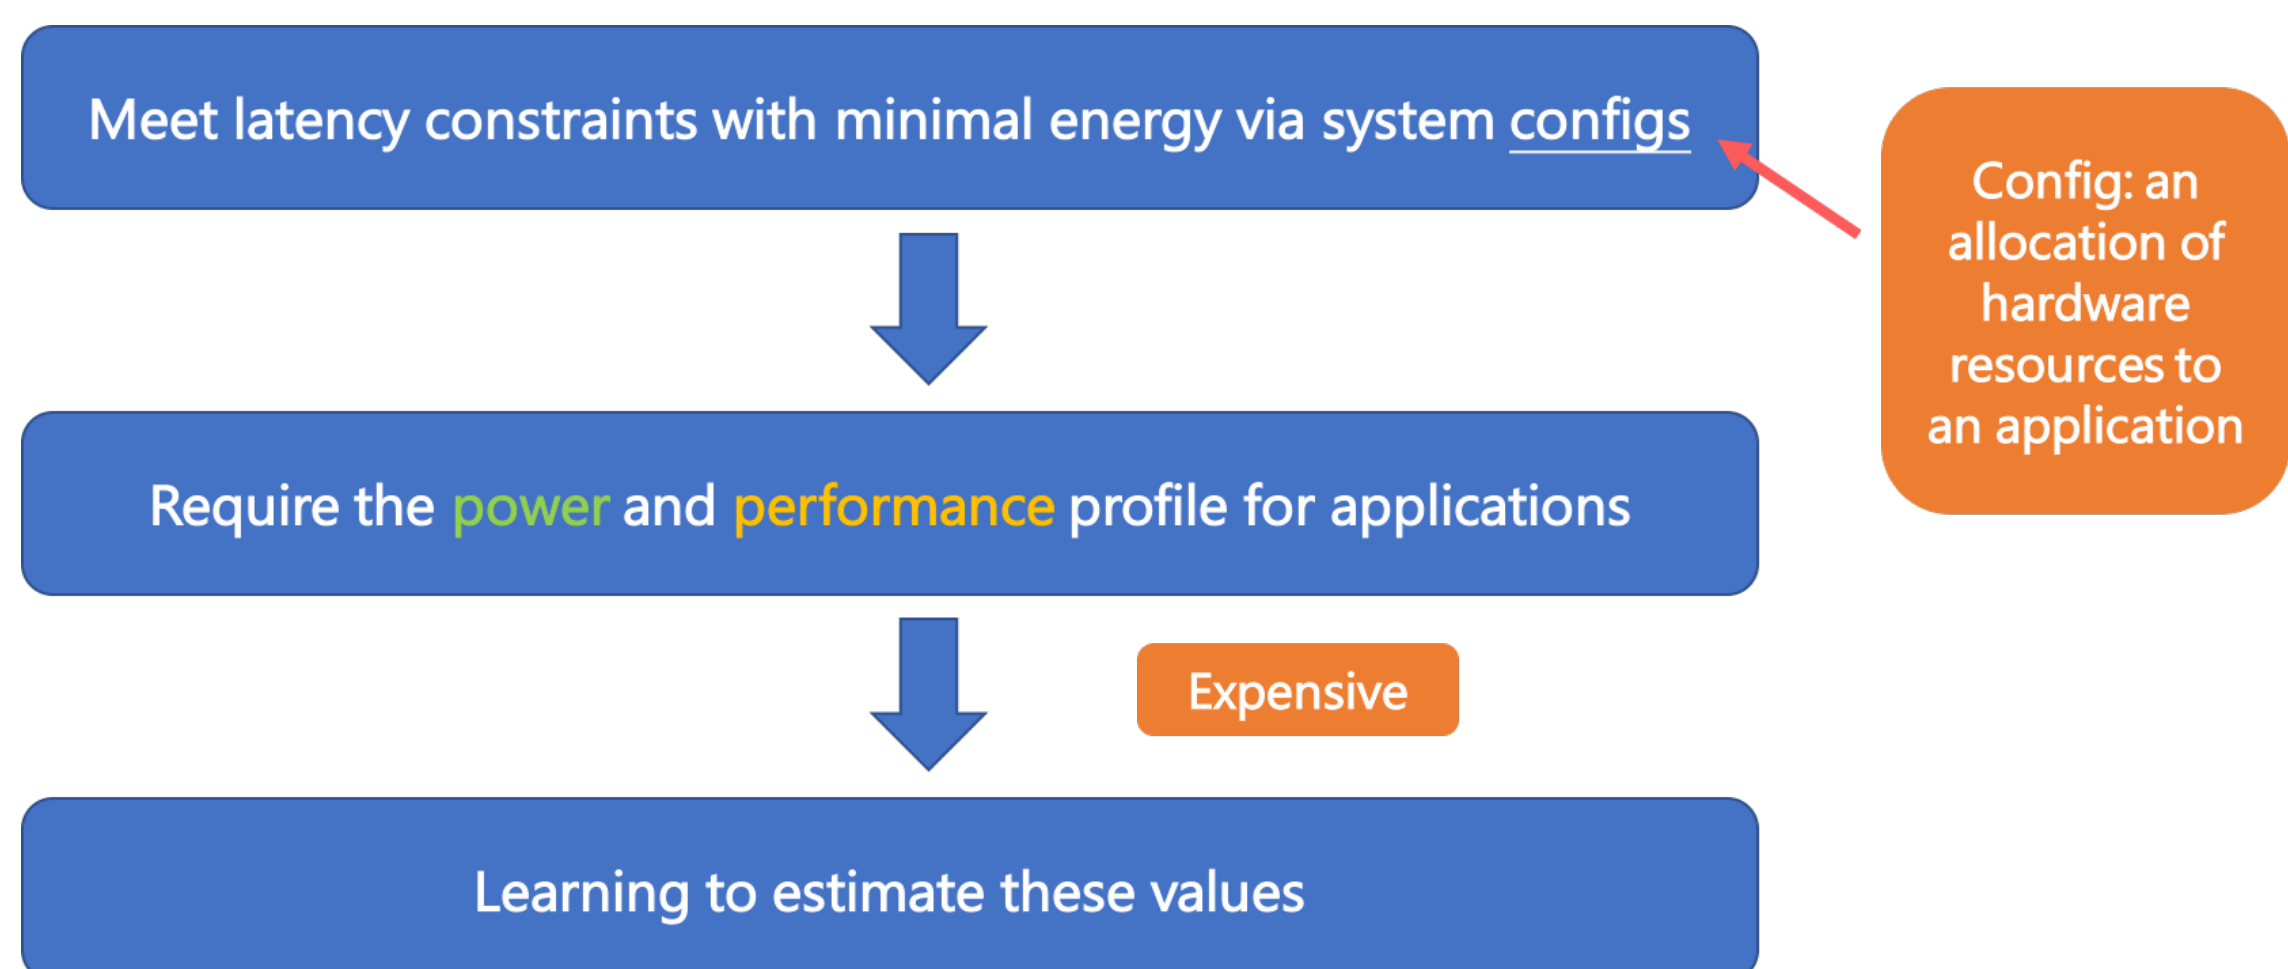 Meet latency constraints with minimal energy via system configs
Config: an
allocation of
hardware
resources to
an application
Require the power and performance profile for applications
Expensive
Learning to estimate these values